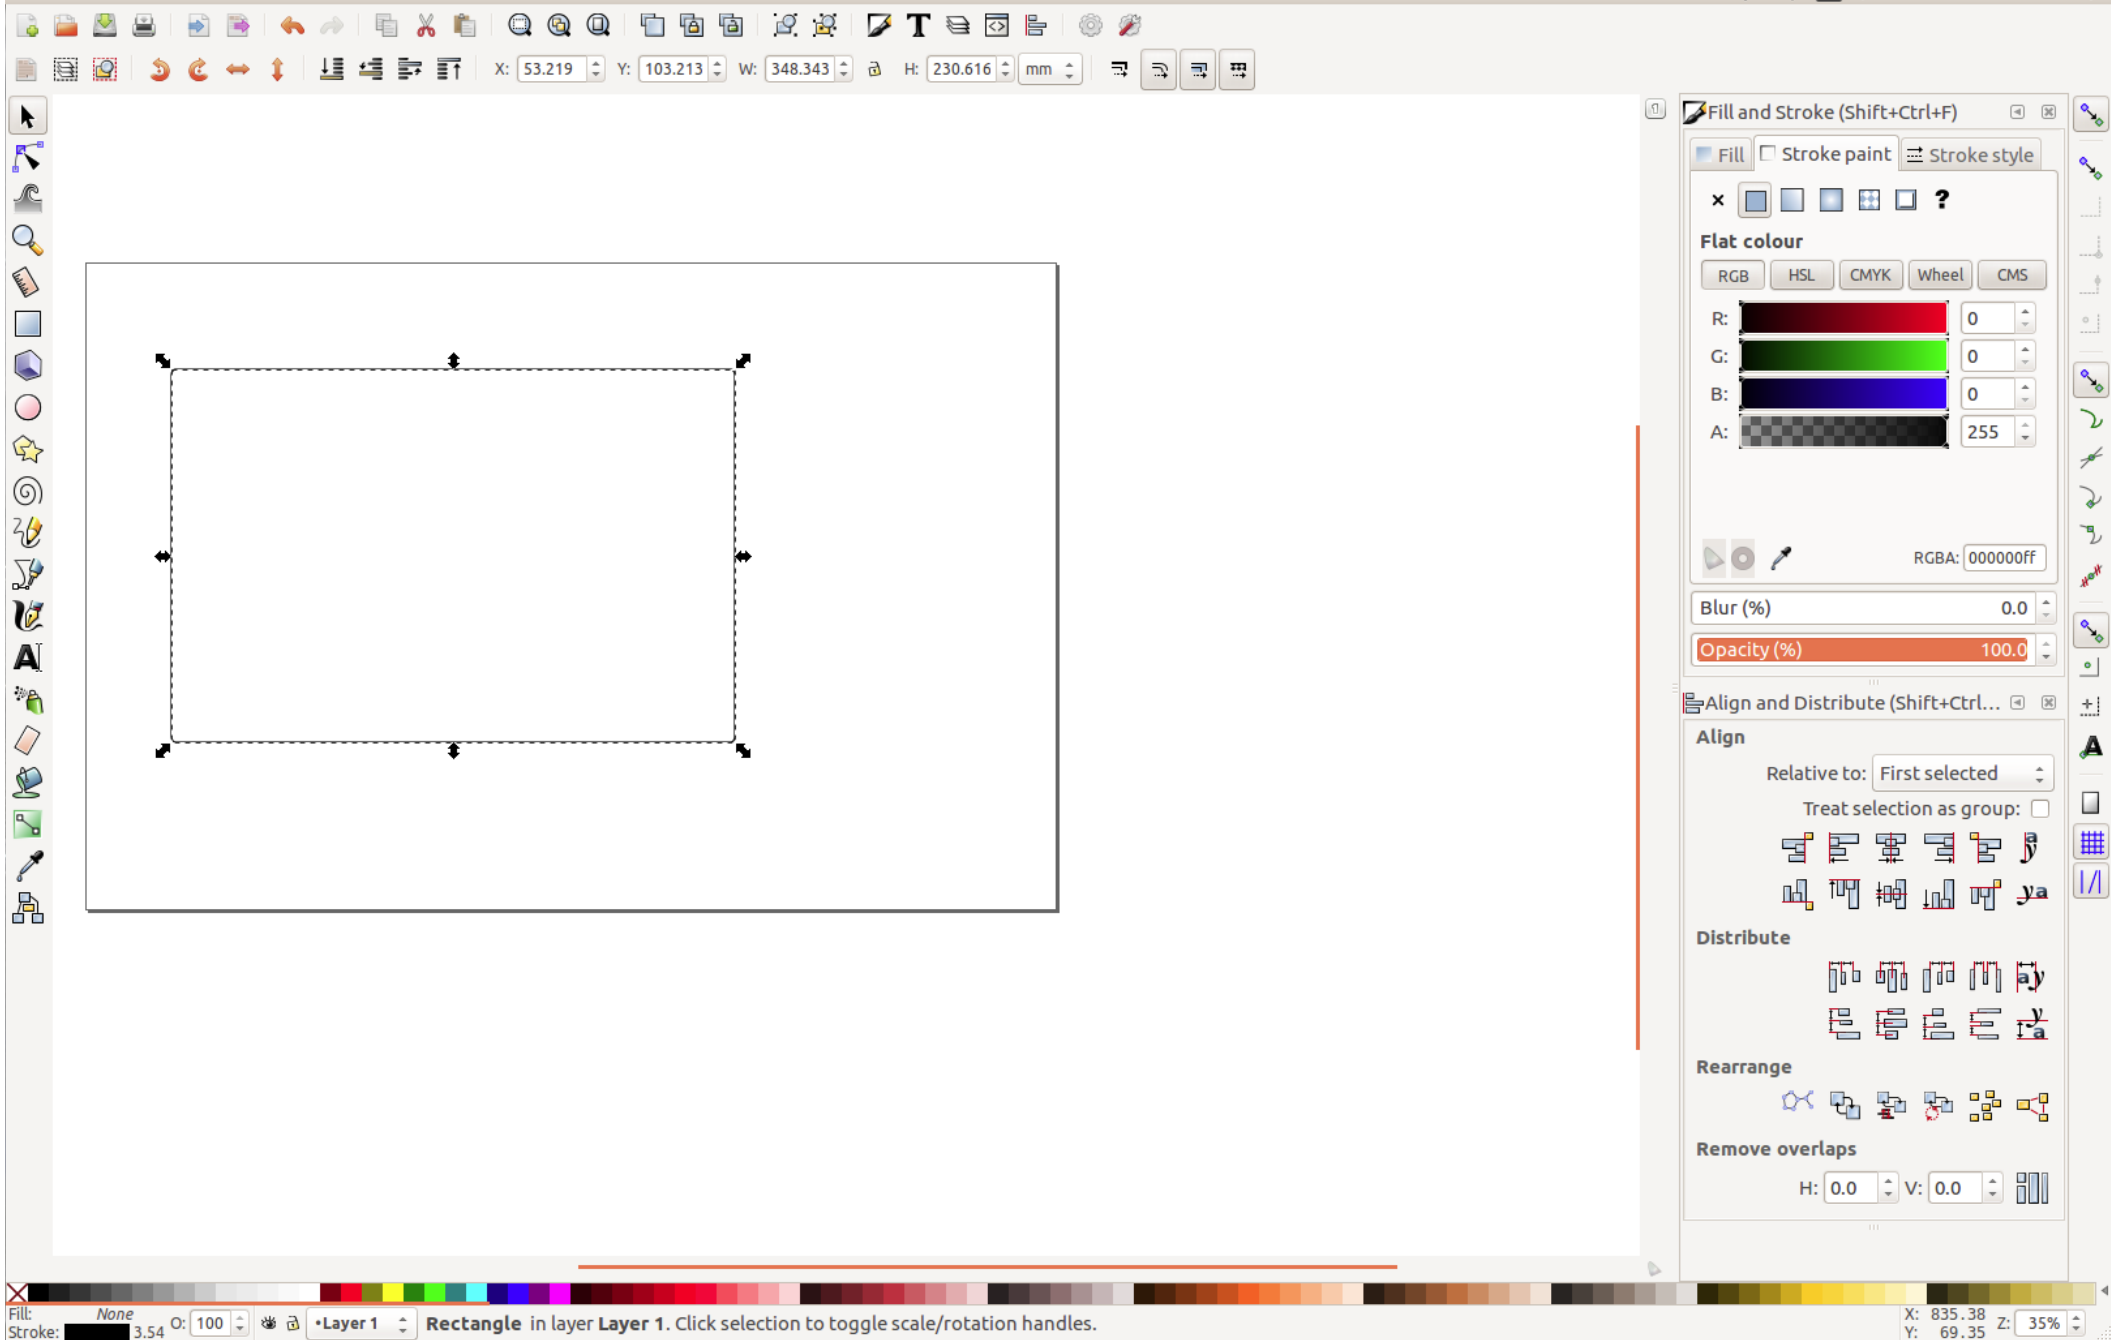 X: 53.219 Y: 103.213 W: 348.343 H: 230.616 mm
Fill and Stroke (Shift+Ctrl+F)
Fill Stroke paint Stroke style
Flat colour
RGB HSL CMYK Wheel CMS
R: 0
G: 0
B: 0
A: 255
RGBA: 000000ff
Blur (%) 0.0
Opacity (%) 100.0
Align and Distribute (Shift+Ctrl...
Align
Relative to: First selected
Treat selection as group:
Distribute
Rearrange
Remove overlaps
H: 0.0 V: 0.0
Fill: None
Stroke: 3.54
O: 100
•Layer 1
Rectangle in layer Layer 1. Click selection to toggle scale/rotation handles.
X: 835.38
Y: 69.35
Z: 35%